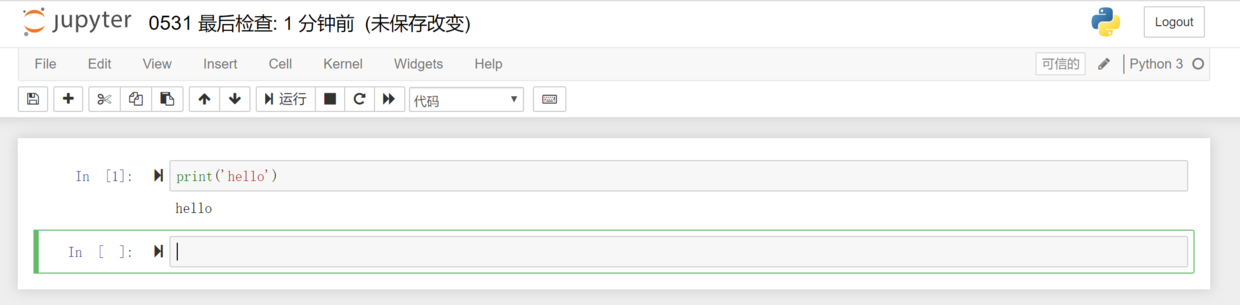 jupyter 0531 最后检查: 1 分钟前 (未保存改变) Logout
File Edit View Insert Cell Kernel Widgets Help 可信的 Python 3
运行 代码
In [1]: print('hello')
hello
In [ ]: